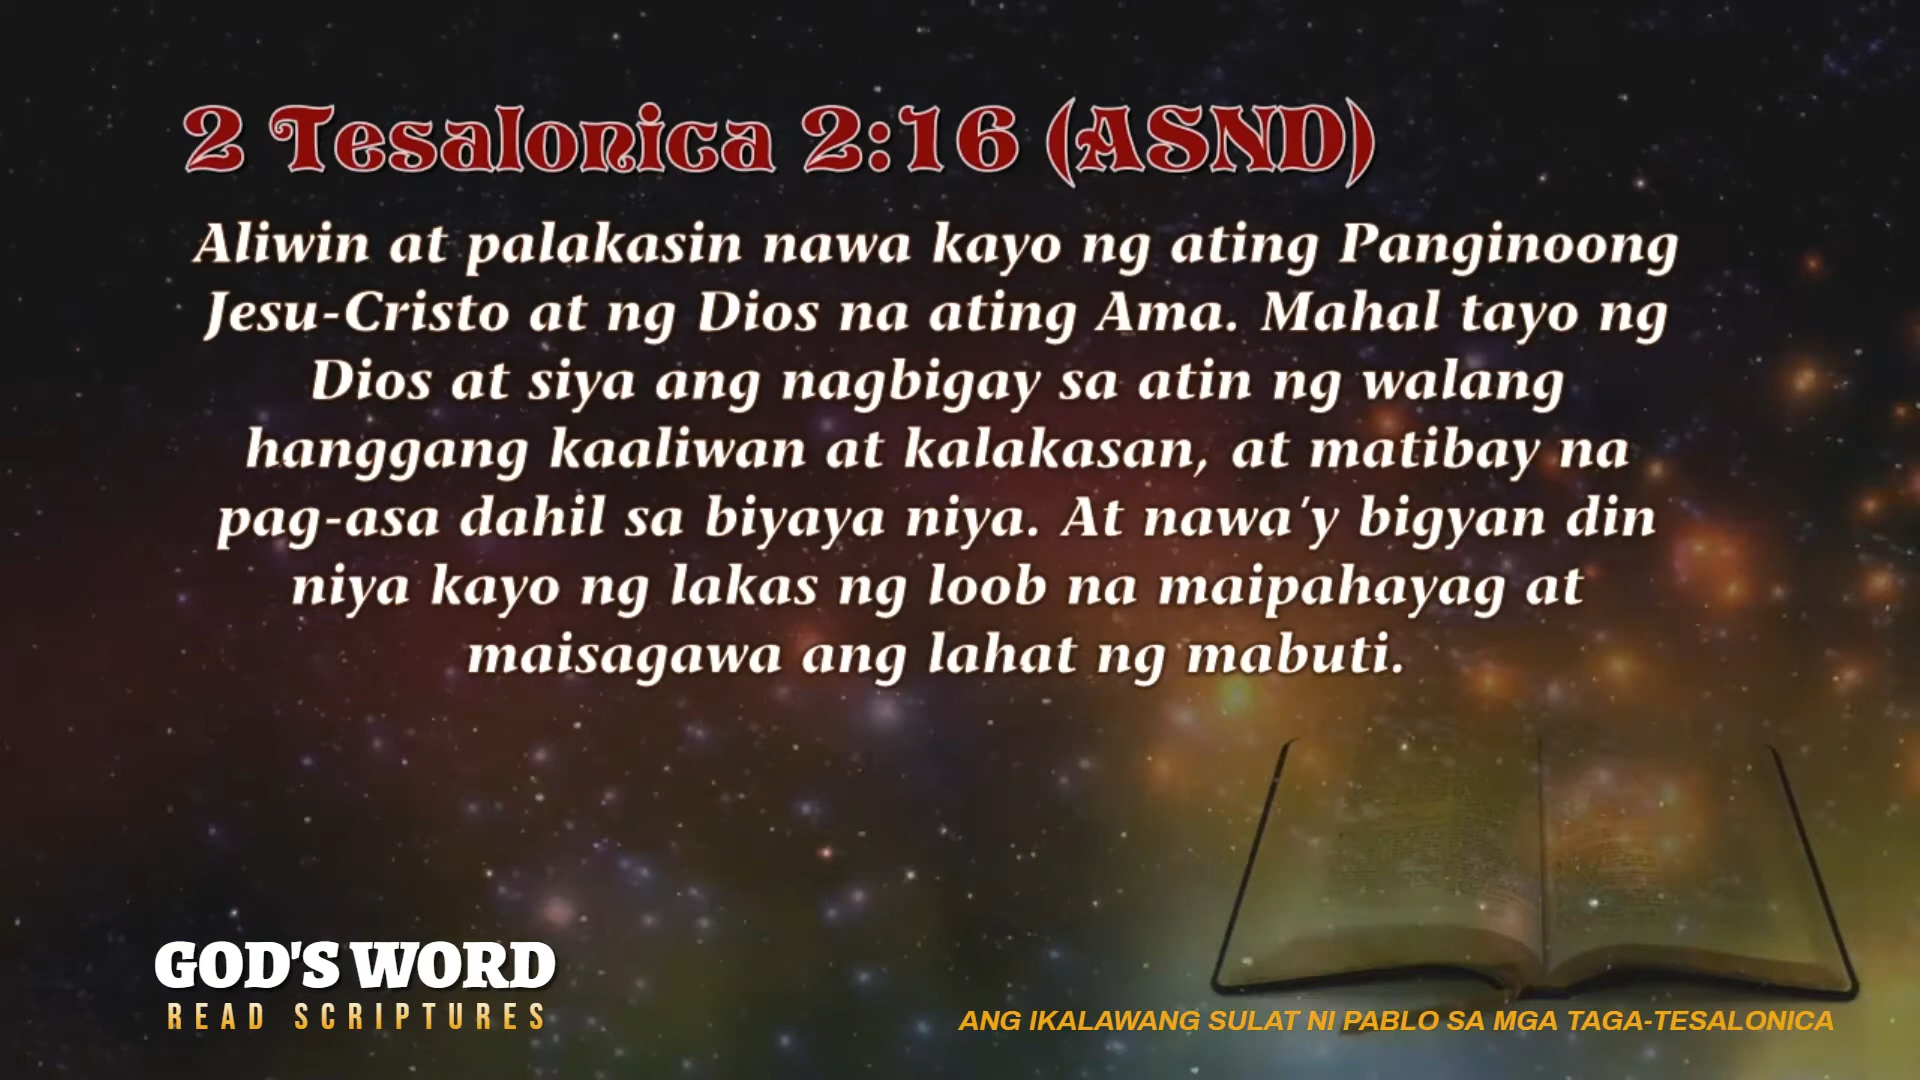 2 Tesalonica 2:16 (ASND)
Aliwin at palakasin nawa kayo ng ating Panginoong
Jesu-Cristo at ng Dios na ating Ama. Mahal tayo ng
Dios at siya ang nagbigay sa atin ng walang
hanggang kaaliwan at kalakasan, at matibay na
pag-asa dahil sa biyaya niya. At nawa'y bigyan din
niya kayo ng lakas ng loob na maipahayag at
maisagawa ang lahat ng mabuti.
GOD'S WORD
READ SCRIPTURES
ANG IKALAWANG SULAT NI PABLO SA MGA TAGA-TESALONICA